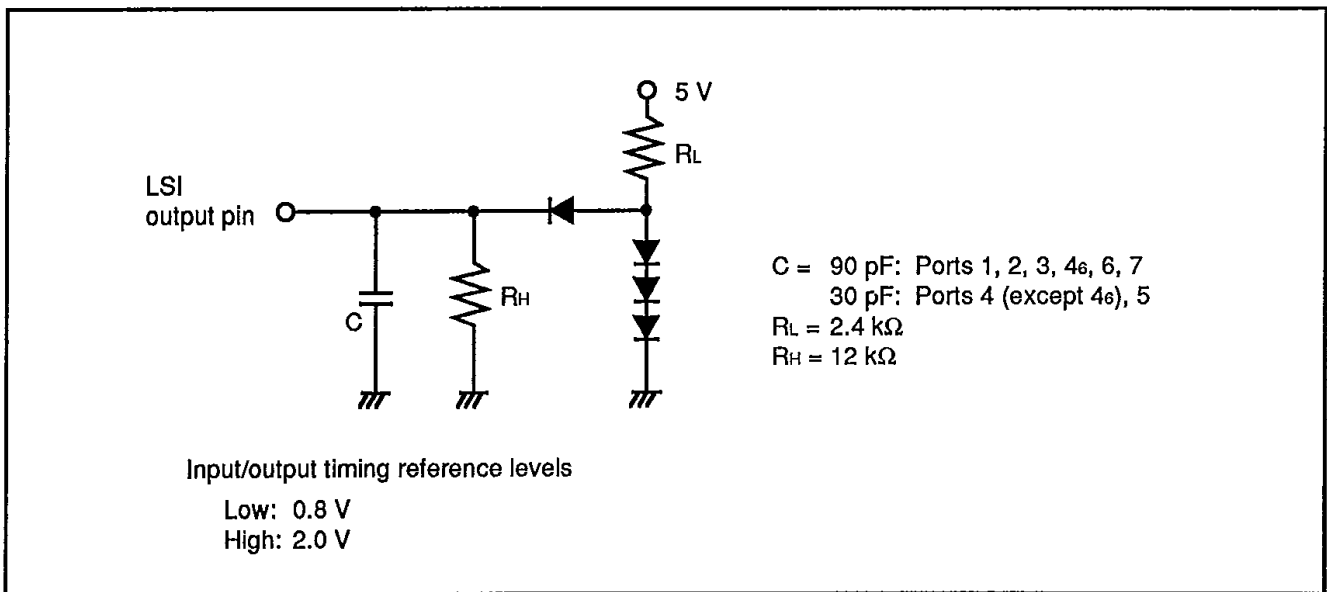 5 V
RL
LSI
output pin
C
RH
C = 90 pF: Ports 1, 2, 3, 46, 6, 7
30 pF: Ports 4 (except 46), 5
RL = 2.4 kΩ
RH = 12 kΩ
Input/output timing reference levels
Low: 0.8 V
High: 2.0 V